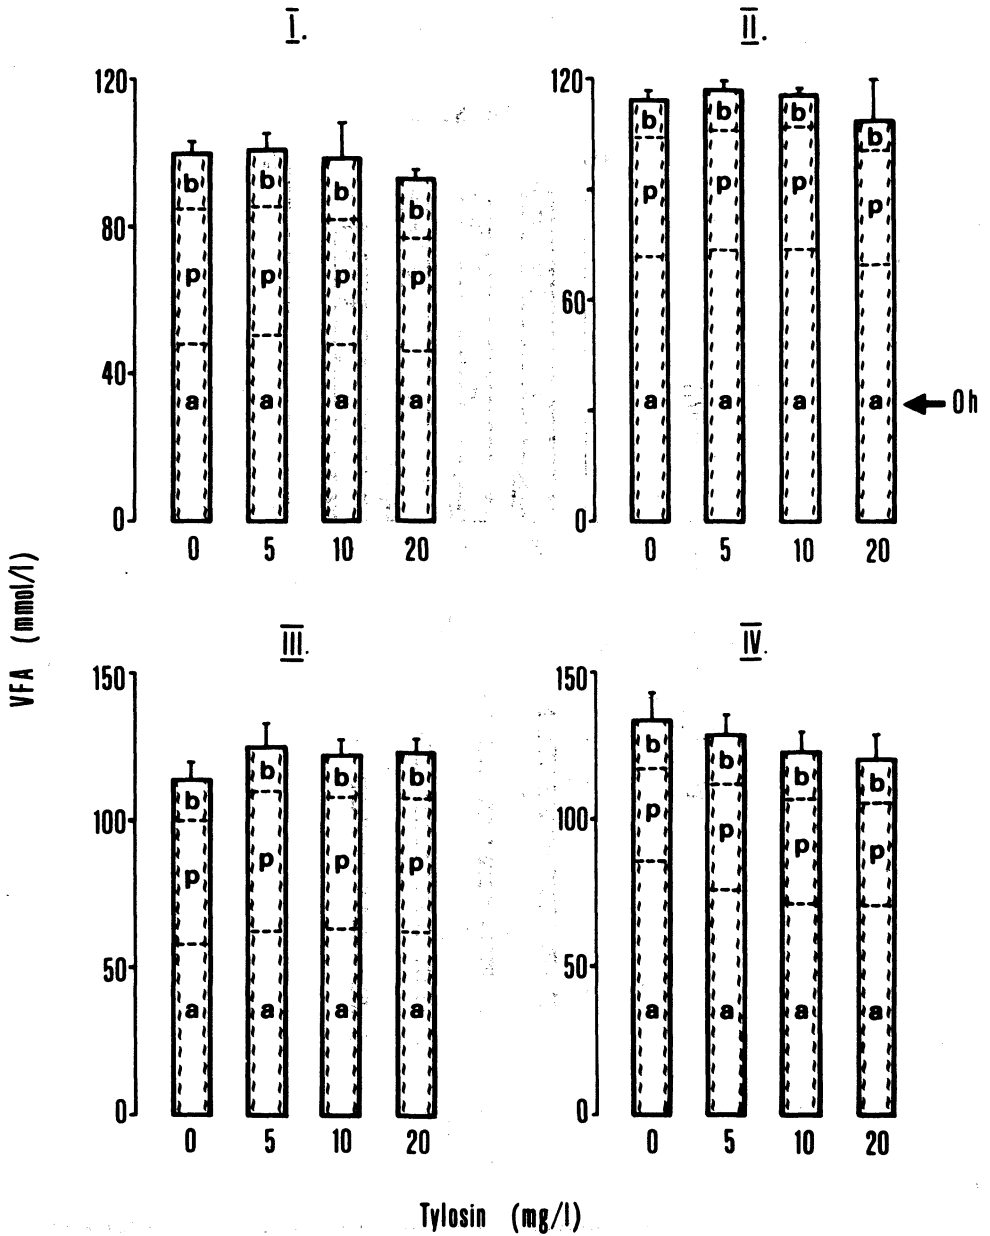 I. II.
120 120
b b b b b b b b
80
p p p p p p p p
60
40
a a a a a a a a 0h
0 0
0 5 10 20 0 5 10 20
VFA (mmol/l)
III. IV.
150 150
b b b b b b b b
100 100
p p p p p p p p
50 50
a a a a a a a a
0 0
0 5 10 20 0 5 10 20
Tylosin (mg/l)